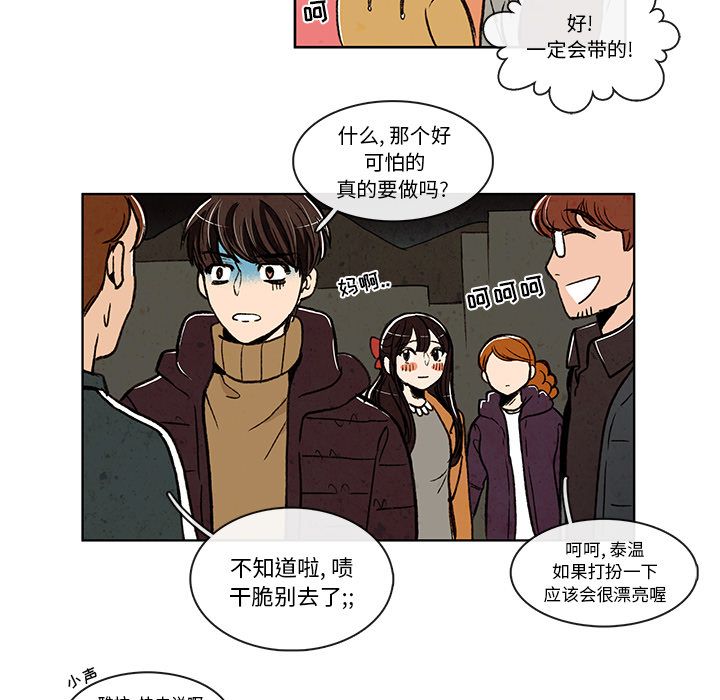 呵
好!
一定会带的!
什么, 那个好
可怕的
真的要做吗?
妈啊..
呵呵呵
不知道啦, 啧
干脆别去了;;
呵呵, 泰温
如果打扮一下
应该会很漂亮喔
小声